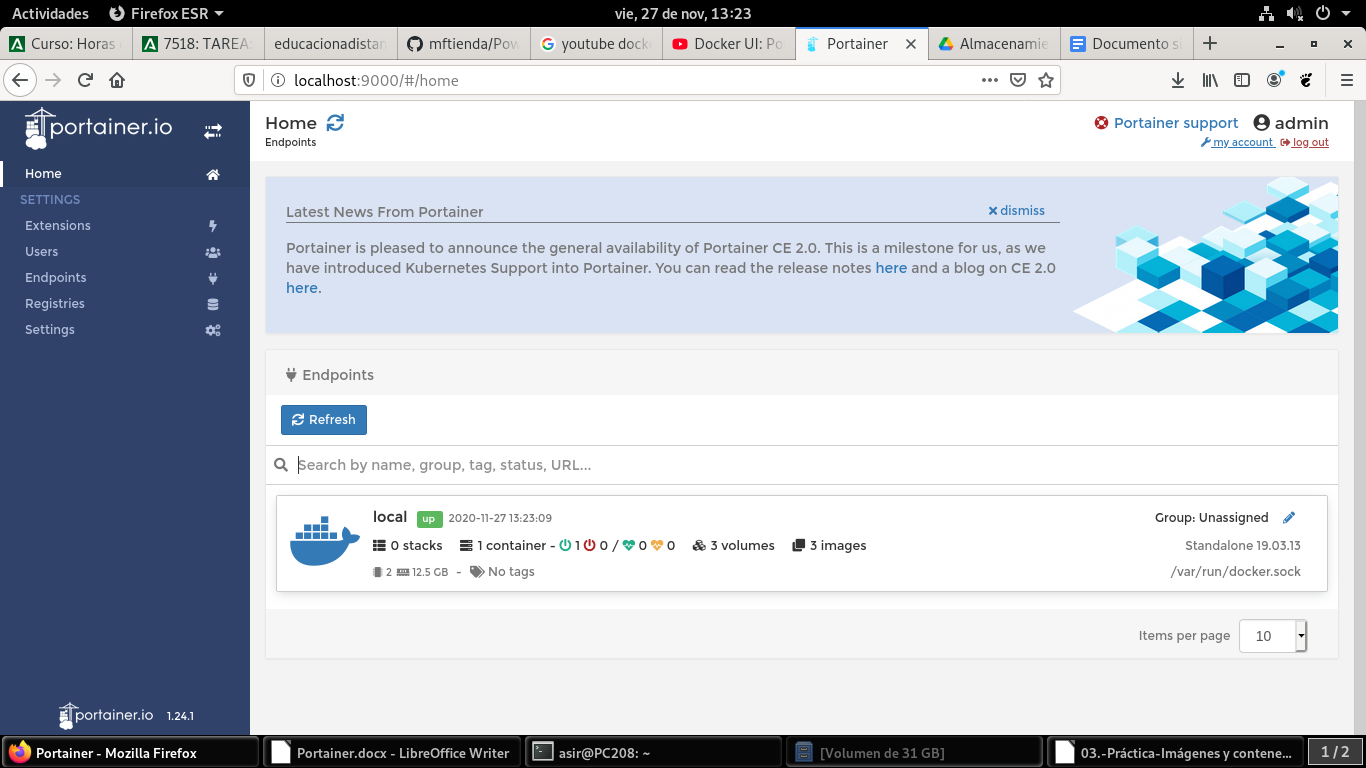 Actividades Firefox ESR vie, 27 de nov, 13:23
Curso: Horas 7518: TAREA educacionadistan mftienda/Pow youtube docke Docker UI: Po Portainer Almacenamie Documento si
localhost:9000/#/home
portainer.io
Home
SETTINGS
Extensions
Users
Endpoints
Registries
Settings
portainer.io 1.24.1
Home
Endpoints
Portainer support admin
my account log out
Latest News From Portainer dismiss
Portainer is pleased to announce the general availability of Portainer CE 2.0. This is a milestone for us, as we
have introduced Kubernetes Support into Portainer. You can read the release notes here and a blog on CE 2.0
here.
Endpoints
Refresh
Search by name, group, tag, status, URL...
local up 2020-11-27 13:23:09 Group: Unassigned
0 stacks 1 container - 1 0 / 0 0 3 volumes 3 images Standalone 19.03.13
2 12.5 GB - No tags /var/run/docker.sock
Items per page 10
Portainer - Mozilla Firefox Portainer.docx - LibreOffice Writer asir@PC208: ~ [Volumen de 31 GB] 03.-Práctica-Imágenes y contene... 1 / 2